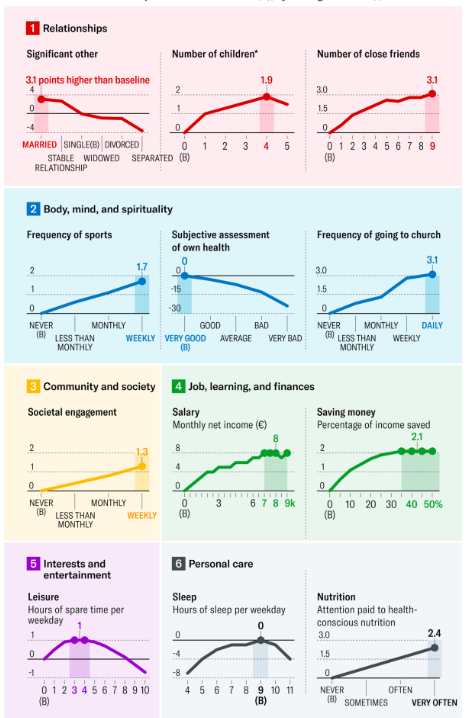 1 Relationships
Significant other
3.1 points higher than baseline
4
0
-4
MARRIED SINGLE(B) DIVORCED
STABLE WIDOWED SEPARATED
RELATIONSHIP
Number of children*
1.9
2
1
0
0 1 2 3 4 5
(B)
Number of close friends
3.1
3.0
1.5
0
0 1 2 3 4 5 6 7 8 9
(B)
2 Body, mind, and spirituality
Frequency of sports
1.7
2
1
0
NEVER MONTHLY
(B) LESS THAN WEEKLY
MONTHLY
Subjective assessment
of own health
0
0
-15
-30
GOOD BAD
VERY GOOD AVERAGE VERY BAD
(B)
Frequency of going to church
3.1
3.0
1.5
0
NEVER MONTHLY DAILY
(B) LESS THAN WEEKLY
MONTHLY
3 Community and society
Societal engagement
1.3
2
1
0
NEVER MONTHLY
(B) LESS THAN WEEKLY
MONTHLY
4 Job, learning, and finances
Salary
Monthly net income (€)
8
8
4
0
0 3 6 7 8 9k
(B)
Saving money
Percentage of income saved
2.1
2
1
0
0 10 20 30 40 50%
(B)
5 Interests and
entertainment
Leisure
Hours of spare time per
weekday
1
1
0
-1
0 1 2 3 4 5 6 7 8 9 10
(B)
6 Personal care
Sleep
Hours of sleep per weekday
0
0
-4
-8
4 5 6 7 8 9 10 11
(B)
Nutrition
Attention paid to health-
conscious nutrition
2.4
3.0
1.5
0
NEVER OFTEN
(B) SOMETIMES VERY OFTEN